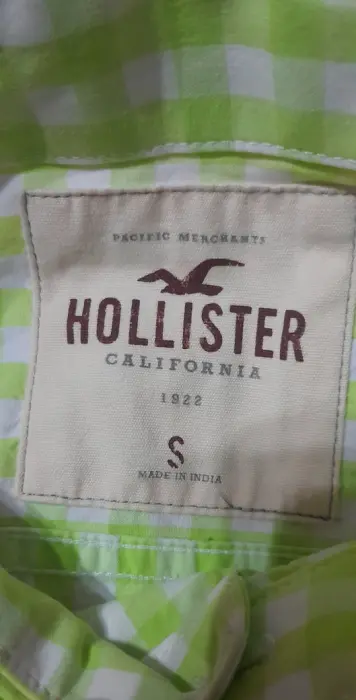 PACIFIC MERCHANTS
HOLLISTER
CALIFORNIA
1922
S
MADE IN INDIA